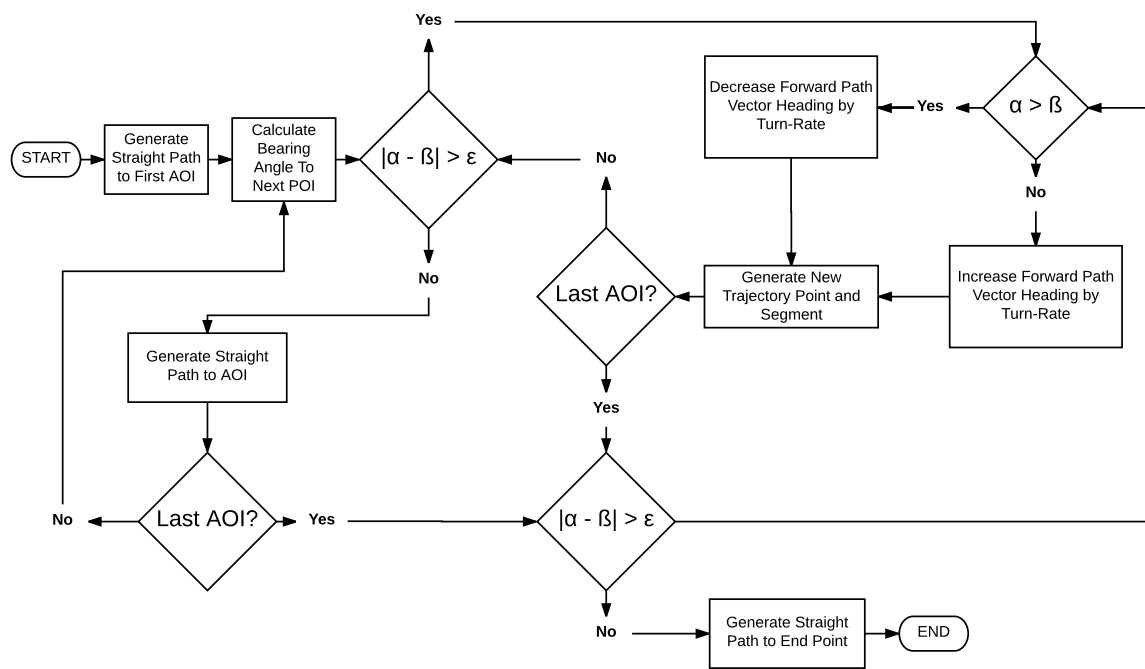 Yes
START
Generate
Straight Path
to First AOI
Calculate
Bearing
Angle To
Next POI
|α - ß| > ε
No
Decrease Forward Path
Vector Heading by
Turn-Rate
Yes
α > ß
No
No
Last AOI?
Generate New
Trajectory Point and
Segment
Increase Forward Path
Vector Heading by
Turn-Rate
Generate Straight
Path to AOI
Yes
No
Last AOI?
Yes
|α - ß| > ε
No
Generate Straight
Path to End Point
END